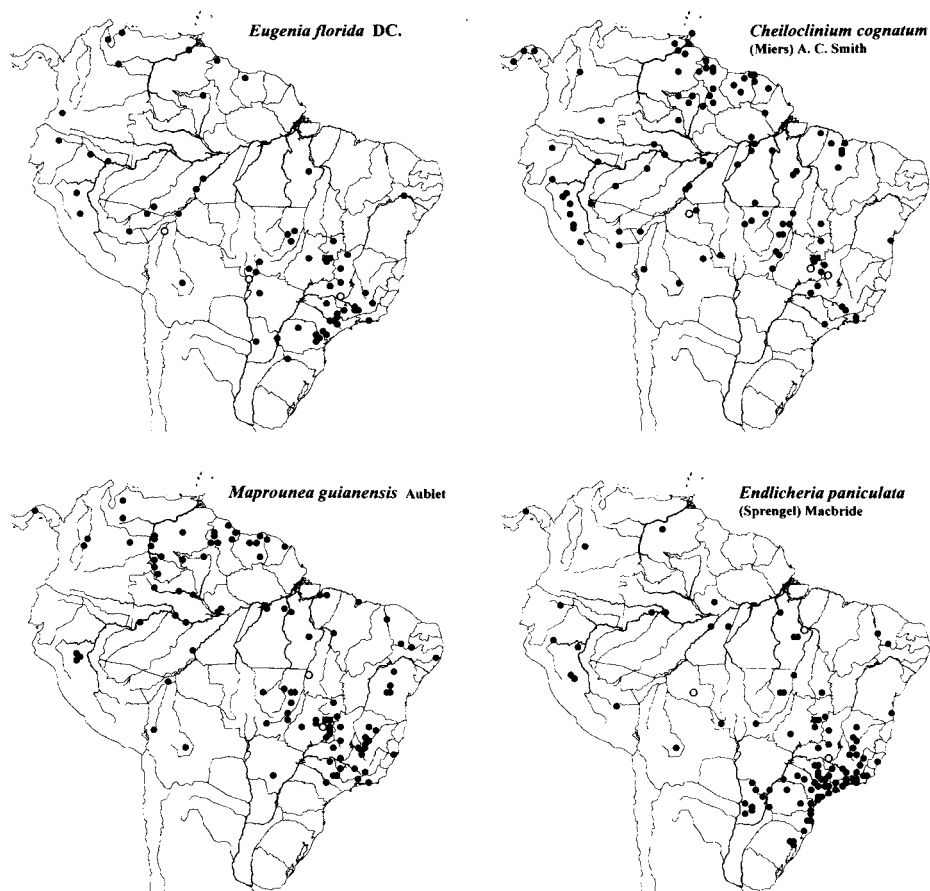 Eugenia florida DC.
Cheiloclinium cognatum
(Miers) A. C. Smith
Maprounea guianensis Aublet
Endlicheria paniculata
(Sprengel) Macbride